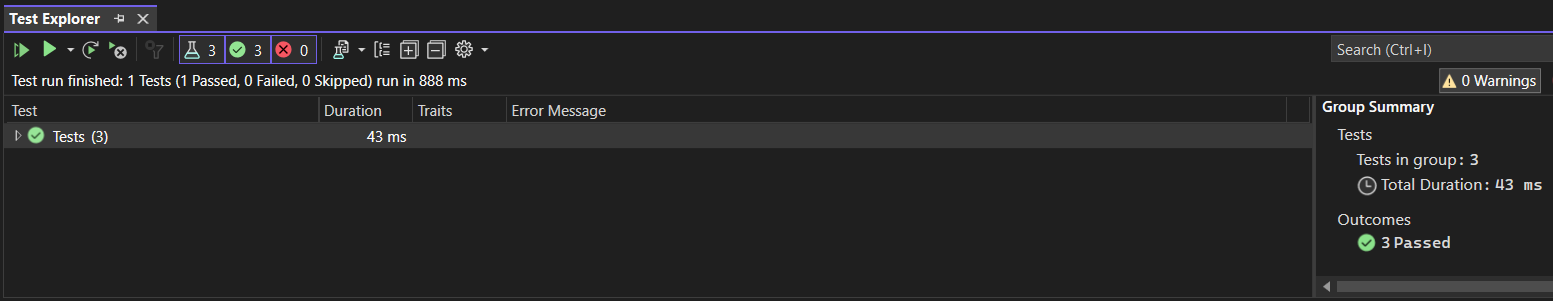 Test Explorer
3 3 0
Search (Ctrl+I)
Test run finished: 1 Tests (1 Passed, 0 Failed, 0 Skipped) run in 888 ms
0 Warnings
Test Duration Traits Error Message
Tests (3) 43 ms
Group Summary
Tests
Tests in group: 3
Total Duration: 43 ms
Outcomes
3 Passed